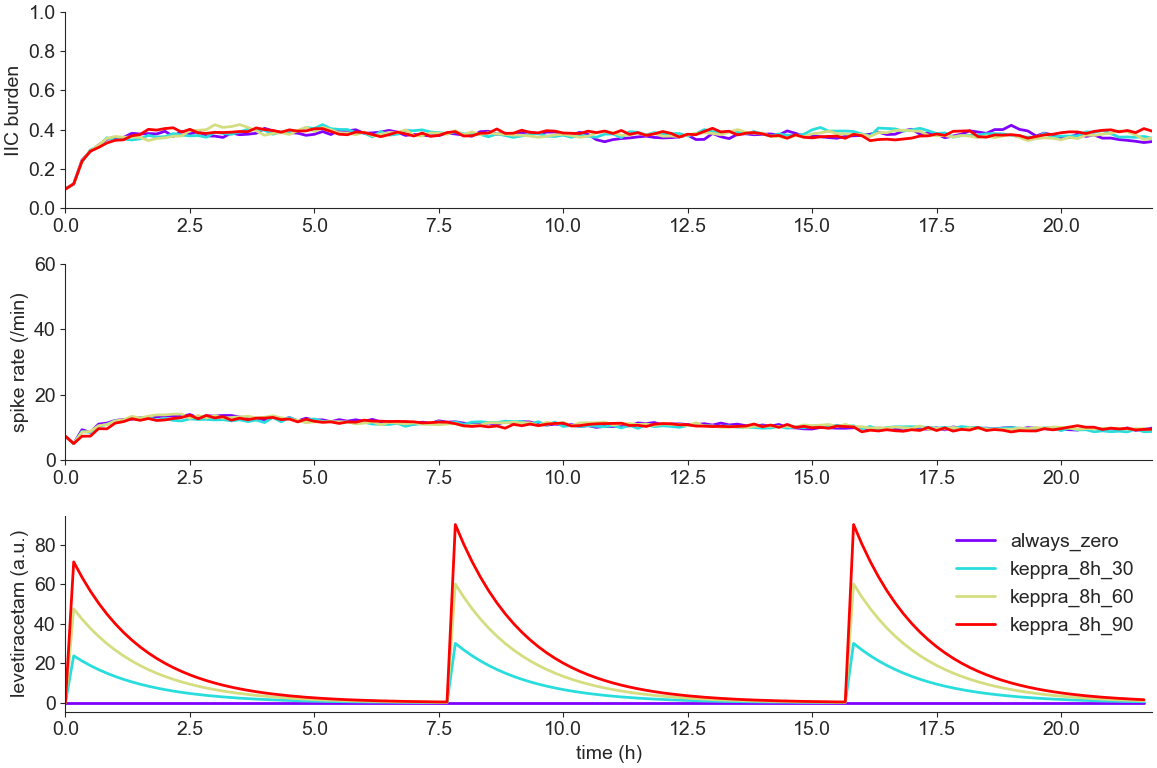 1.0
0.8
0.6
0.4
0.2
0.0
IIC burden
0.0 2.5 5.0 7.5 10.0 12.5 15.0 17.5 20.0
60
40
20
0
spike rate (/min)
0.0 2.5 5.0 7.5 10.0 12.5 15.0 17.5 20.0
80
60
40
20
0
levetiracetam (a.u.)
always_zero
keppra_8h_30
keppra_8h_60
keppra_8h_90
0.0 2.5 5.0 7.5 10.0 12.5 15.0 17.5 20.0
time (h)